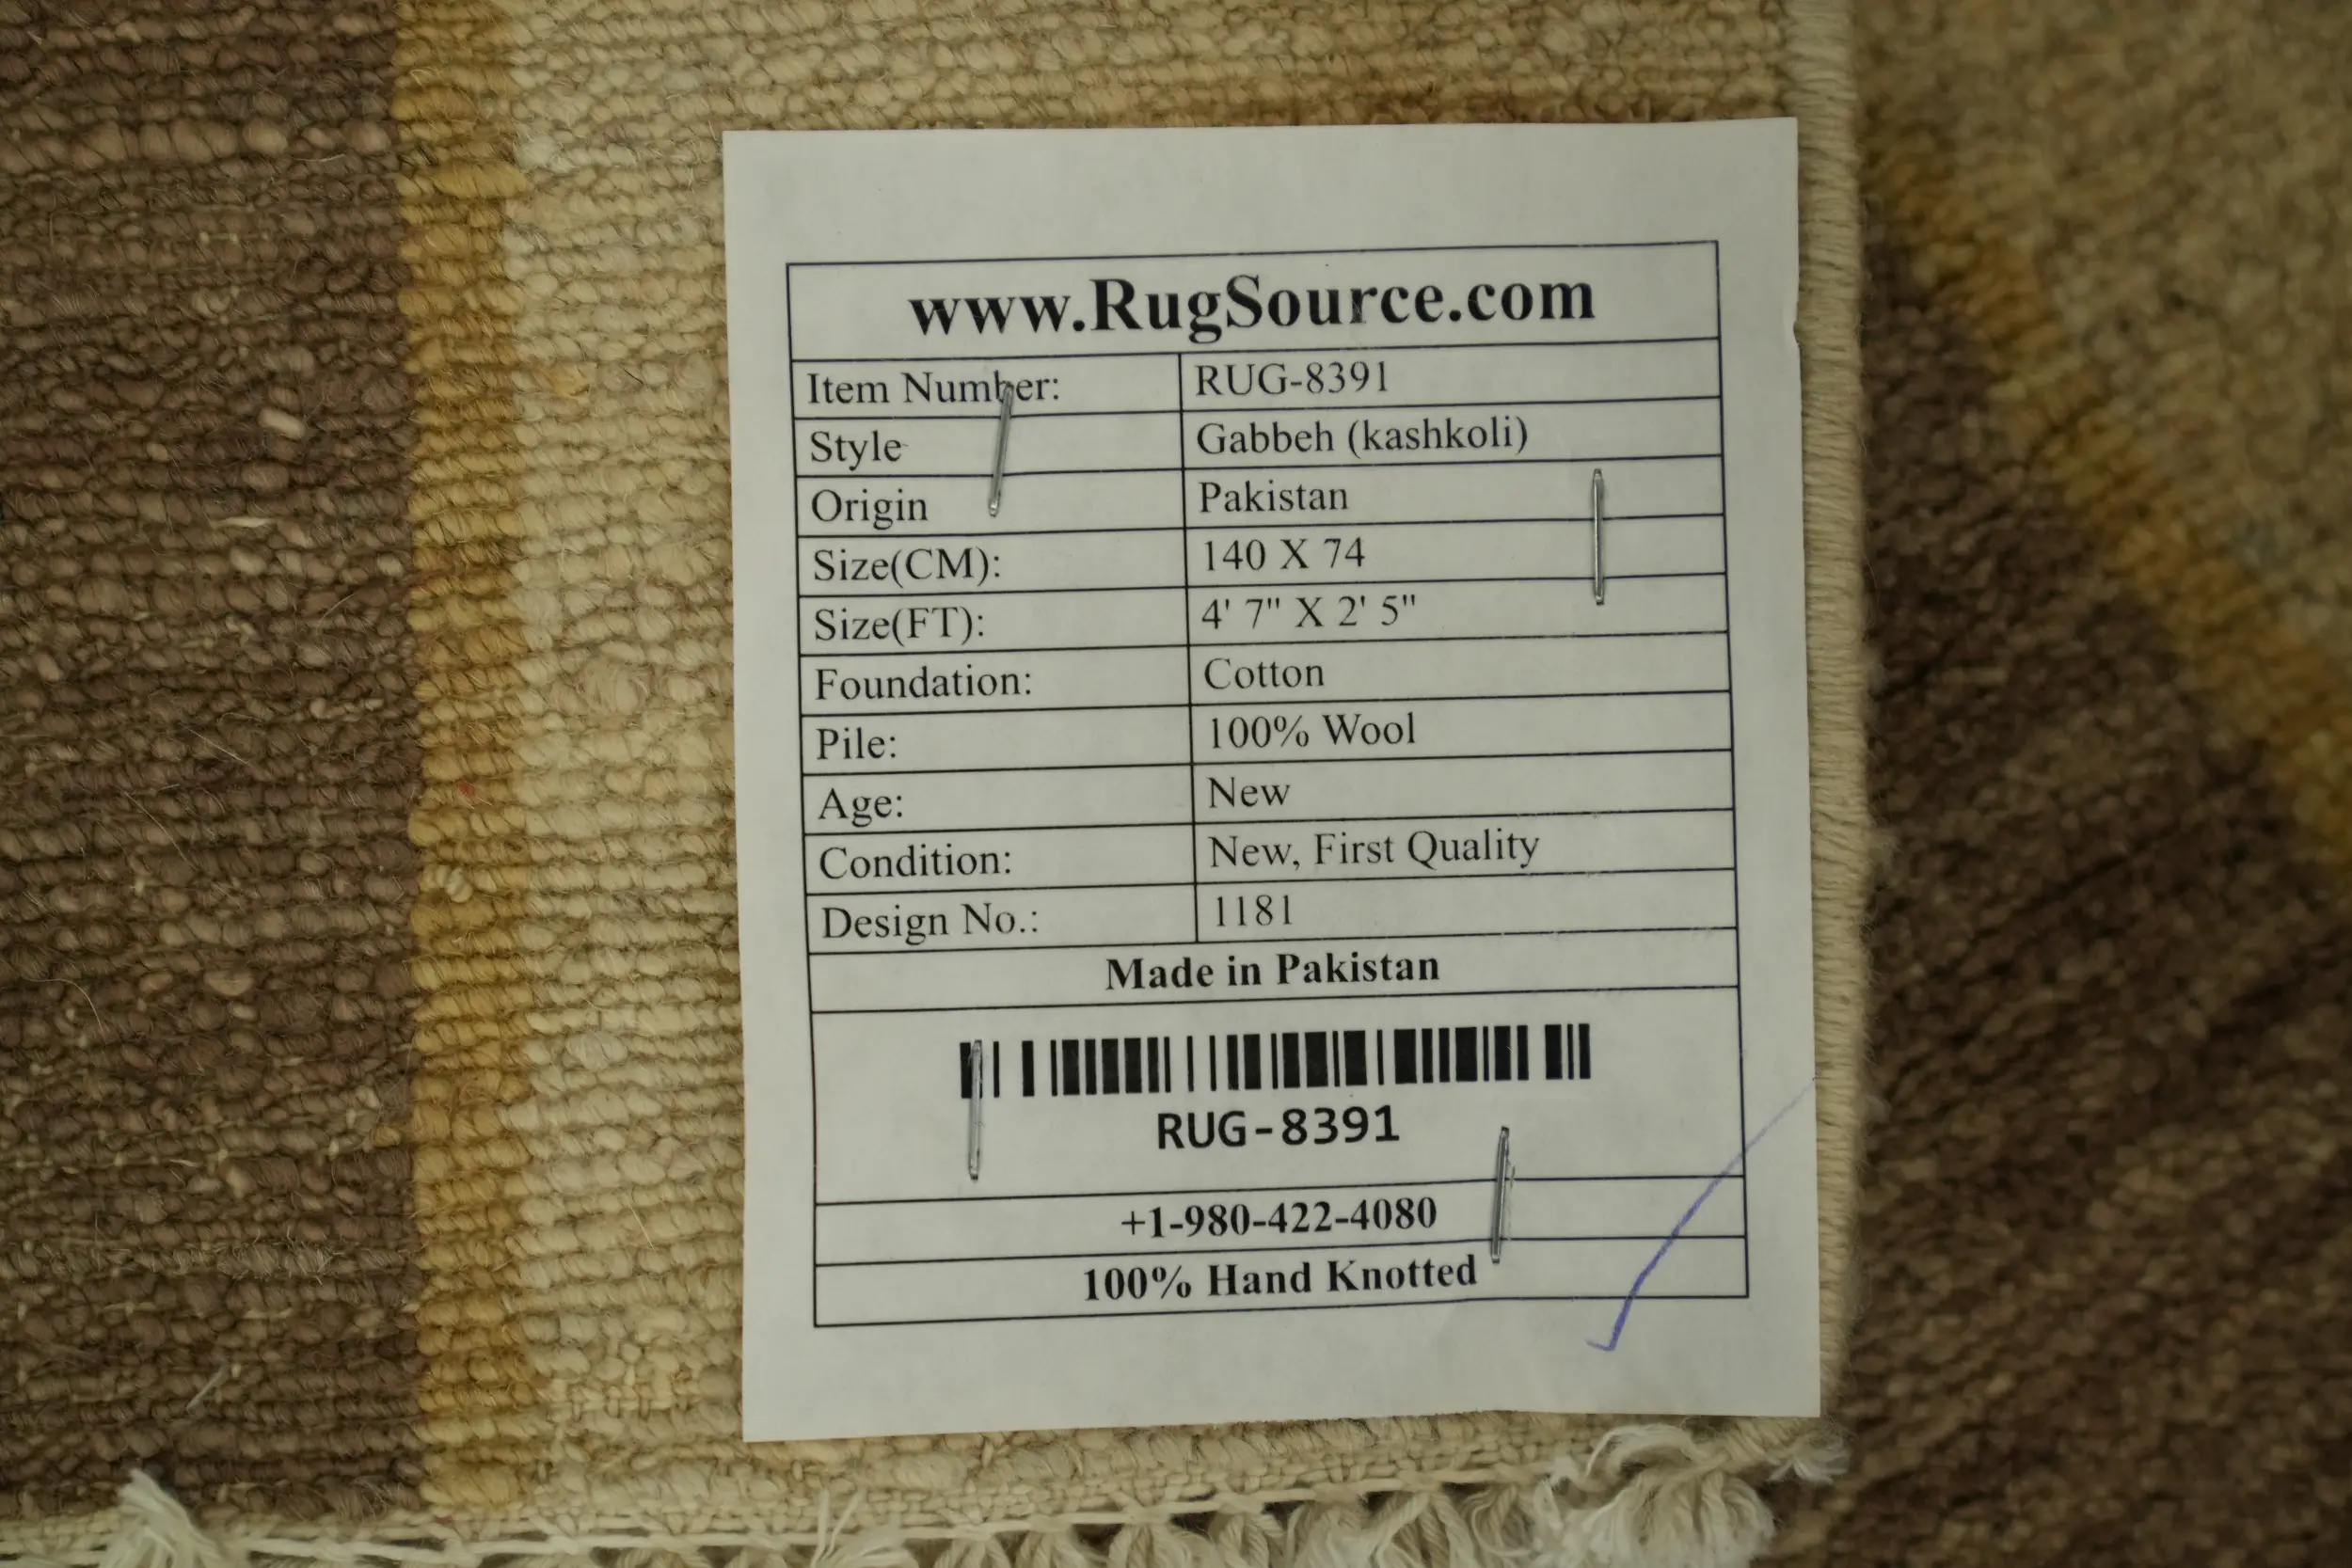 www.RugSource.com
Item Number: RUG-8391
Style Gabbeh (kashkoli)
Origin Pakistan
Size(CM): 140 X 74
Size(FT): 4' 7" X 2' 5"
Foundation: Cotton
Pile: 100% Wool
Age: New
Condition: New, First Quality
Design No.: 1181
Made in Pakistan
RUG-8391
+1-980-422-4080
100% Hand Knotted